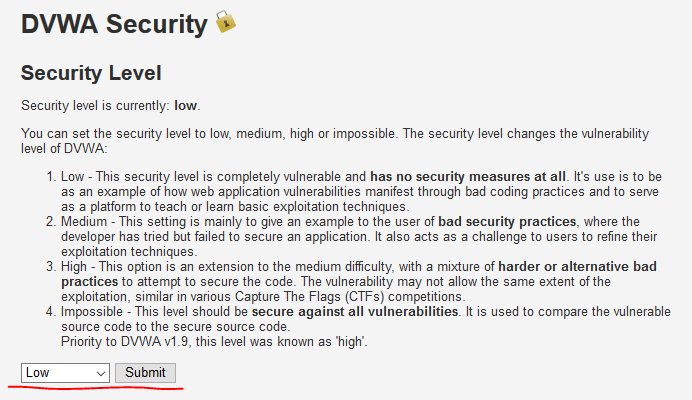 DVWA Security
Security Level
Security level is currently: low.
You can set the security level to low, medium, high or impossible. The security level changes the vulnerability
level of DVWA:
1. Low - This security level is completely vulnerable and has no security measures at all. It's use is to be
as an example of how web application vulnerabilities manifest through bad coding practices and to serve
as a platform to teach or learn basic exploitation techniques.
2. Medium - This setting is mainly to give an example to the user of bad security practices, where the
developer has tried but failed to secure an application. It also acts as a challenge to users to refine their
exploitation techniques.
3. High - This option is an extension to the medium difficulty, with a mixture of harder or alternative bad
practices to attempt to secure the code. The vulnerability may not allow the same extent of the
exploitation, similar in various Capture The Flags (CTFs) competitions.
4. Impossible - This level should be secure against all vulnerabilities. It is used to compare the vulnerable
source code to the secure source code.
Priority to DVWA v1.9, this level was known as 'high'.
Low Submit